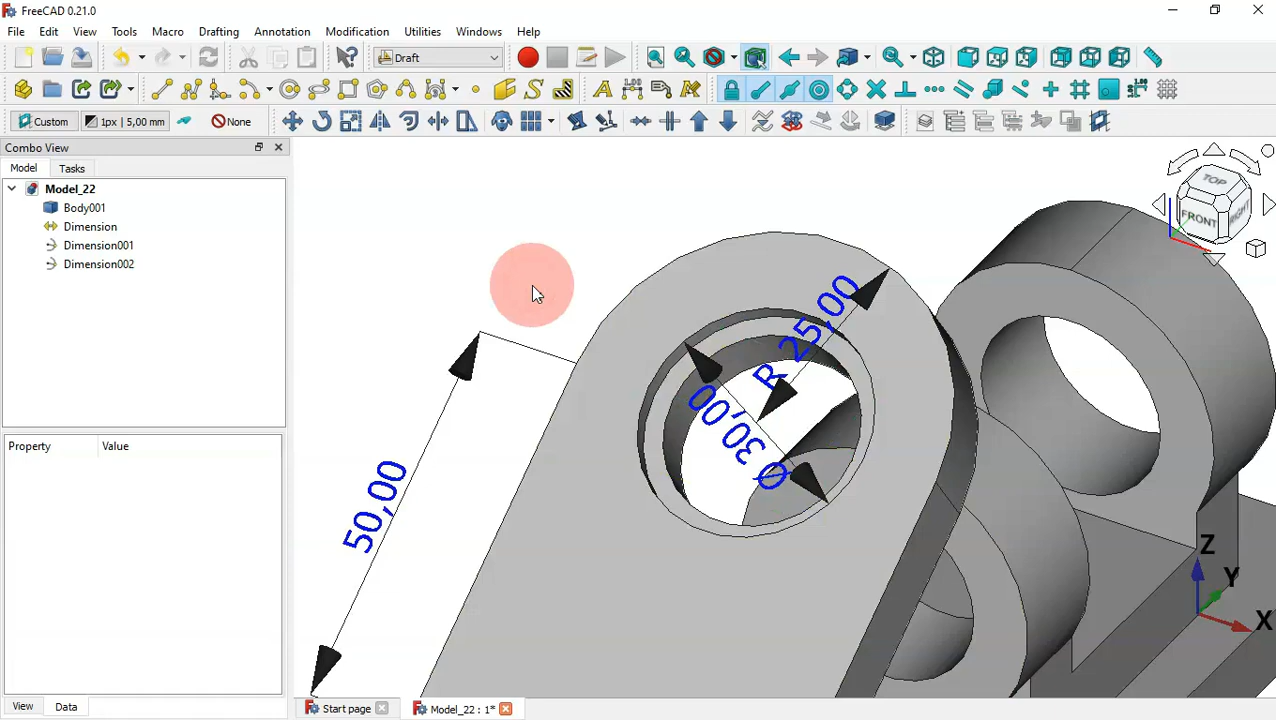 FreeCAD 0.21.0
File Edit View Tools Macro Drafting Annotation Modification Utilities Windows Help
Draft
Custom 1px | 5,00 mm None
Combo View
Model Tasks
Model_22
Body001
Dimension
Dimension001
Dimension002
Property Value
View Data
50,00
R 25,00
Ø 30,00
TOP
FRONT RIGHT
Z
Y
X
Start page
Model_22 : 1*